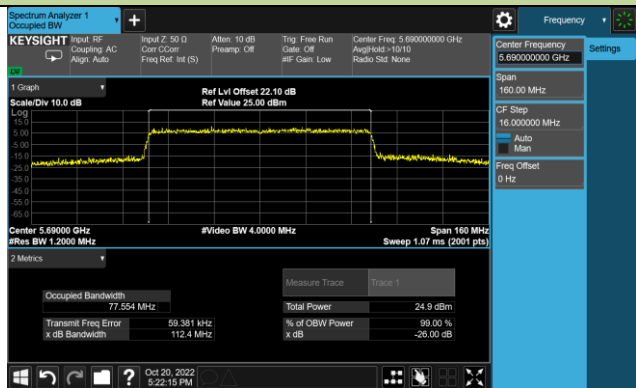 Spectrum Analyzer 1
Occupied BW
Frequency
KEYSIGHT
Input: RF
Coupling: AC
Align: Auto
Input Z: 50 Ω
Corr CCorr
Freq Ref: Int (S)
Atten: 10 dB
Preamp: Off
Trig: Free Run
Gate: Off
#IF Gain: Low
Center Freq: 5.690000000 GHz
Avg|Hold:>10/10
Radio Std: None
Center Frequency
5.690000000 GHz
Settings
Span
160.00 MHz
CF Step
16.000000 MHz
Auto
Man
Freq Offset
0 Hz
1 Graph
Scale/Div 10.0 dB
Ref Lvl Offset 22.10 dB
Ref Value 25.00 dBm
Log
15.0
5.00
-5.00
-15.0
-25.0
-35.0
-45.0
-55.0
-65.0
Center 5.69000 GHz
#Video BW 4.0000 MHz
Span 160 MHz
#Res BW 1.2000 MHz
Sweep 1.07 ms (2001 pts)
2 Metrics
Measure Trace
Trace 1
Occupied Bandwidth
77.554 MHz
Total Power
24.9 dBm
Transmit Freq Error
59.381 kHz
% of OBW Power
99.00 %
x dB Bandwidth
112.4 MHz
x dB
-26.00 dB
?
Oct 20, 2022
5:22:15 PM